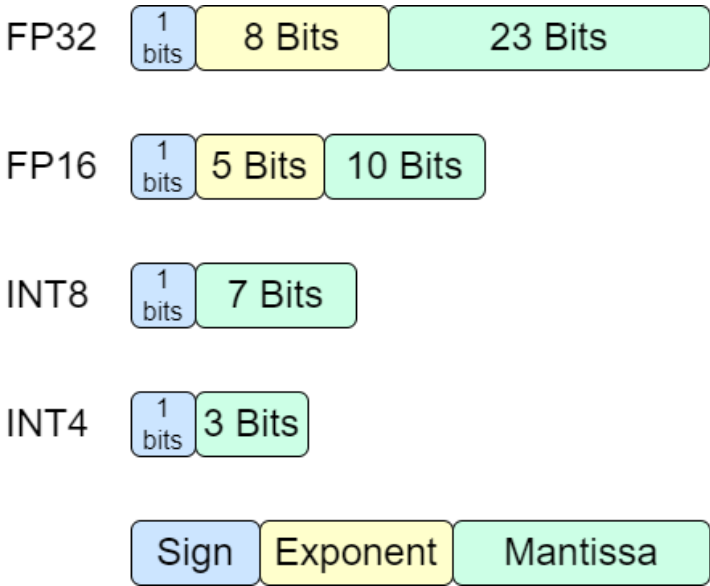 FP32 1 bits 8 Bits 23 Bits
FP16 1 bits 5 Bits 10 Bits
INT8 1 bits 7 Bits
INT4 1 bits 3 Bits
Sign Exponent Mantissa